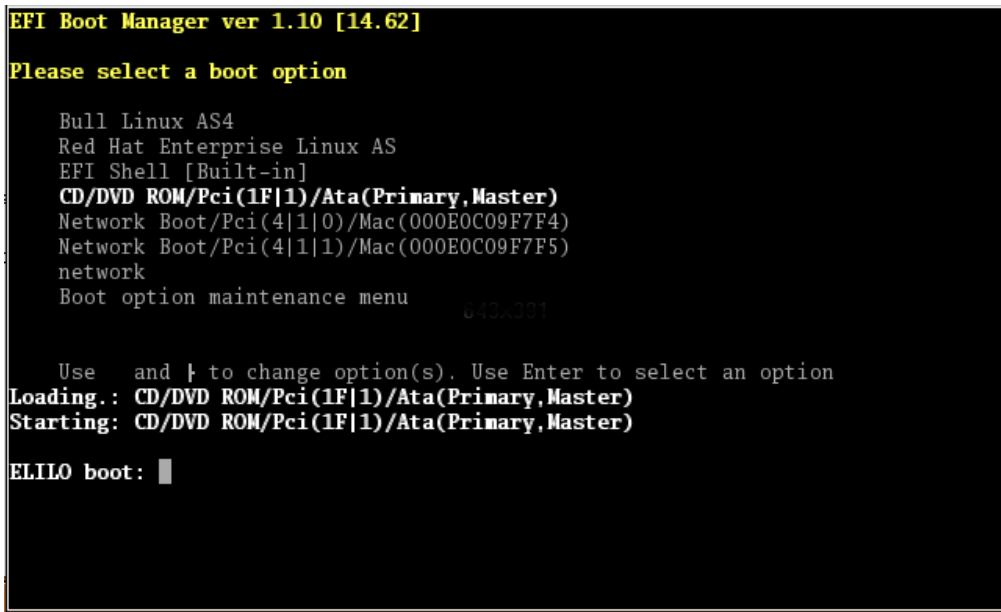 EFI Boot Manager ver 1.10 [14.62]
Please select a boot option
Bull Linux AS4
Red Hat Enterprise Linux AS
EFI Shell [Built-in]
CD/DVD ROM/Pci(1F|1)/Ata(Primary,Master)
Network Boot/Pci(4|1|0)/Mac(000E0C09F7F4)
Network Boot/Pci(4|1|1)/Mac(000E0C09F7F5)
network
Boot option maintenance menu
Use   and ├ to change option(s). Use Enter to select an option
Loading.: CD/DVD ROM/Pci(1F|1)/Ata(Primary,Master)
Starting: CD/DVD ROM/Pci(1F|1)/Ata(Primary,Master)
ELILO boot: